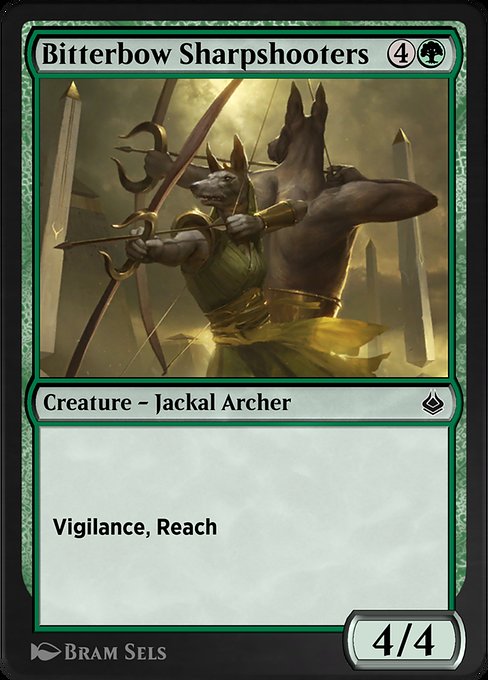 Bitterbow Sharpshooters 4
Creature – Jackal Archer
Vigilance, Reach
4/4
BRAM SELS